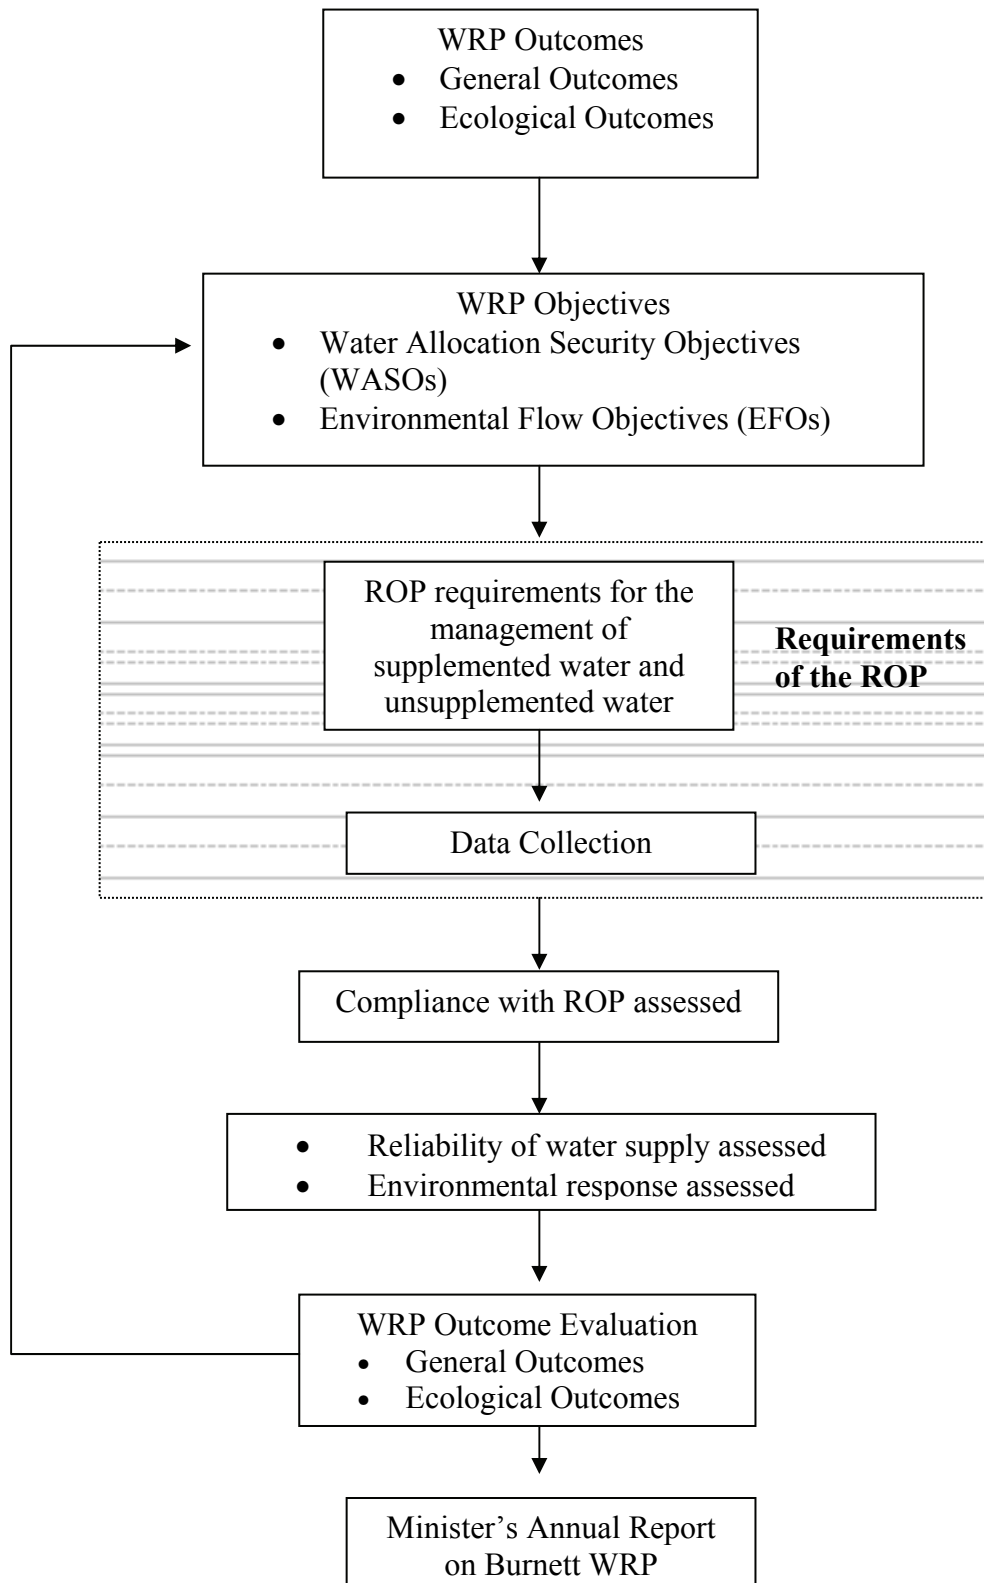 WRP Outcomes
• General Outcomes
• Ecological Outcomes
WRP Objectives
• Water Allocation Security Objectives
(WASOs)
• Environmental Flow Objectives (EFOs)
ROP requirements for the
management of
supplemented water and
unsupplemented water
Requirements
of the ROP
Data Collection
Compliance with ROP assessed
• Reliability of water supply assessed
• Environmental response assessed
WRP Outcome Evaluation
• General Outcomes
• Ecological Outcomes
Minister’s Annual Report
on Burnett WRP